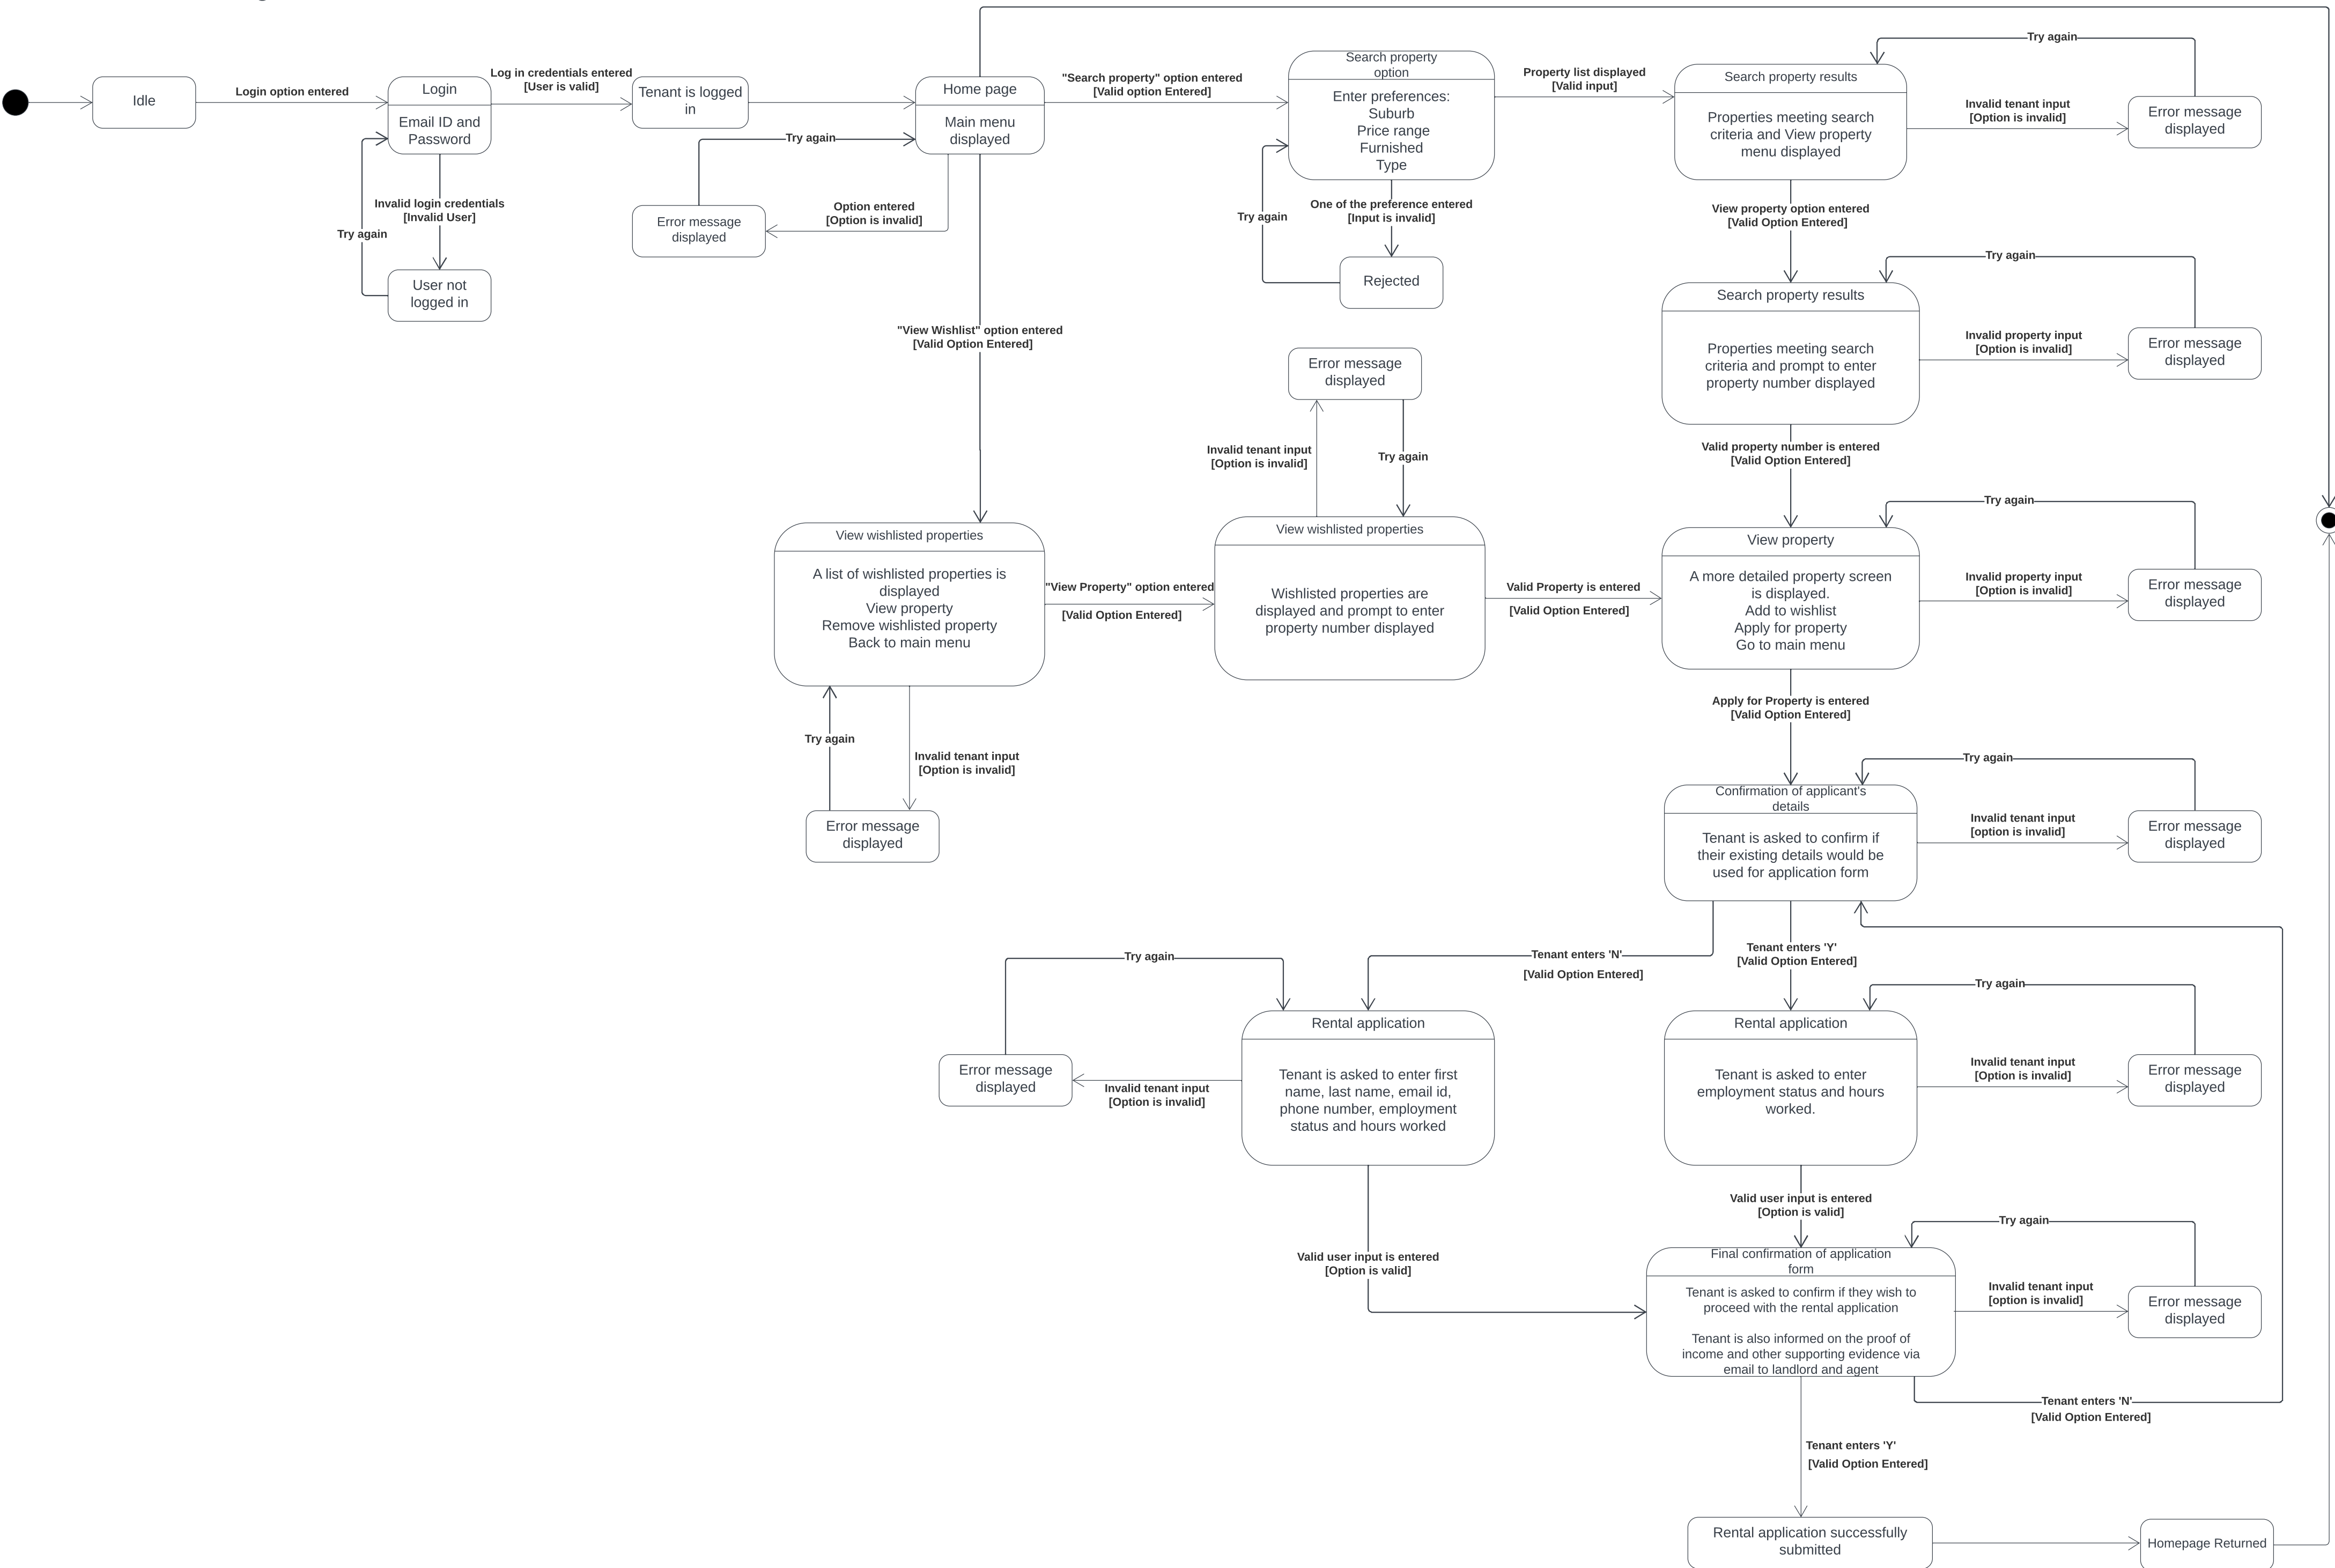 Try again
Idle
Login option entered
Login
Email ID and
Password
Log in credentials entered
[User is valid]
Tenant is logged
in
Home page
Main menu
displayed
"Search property" option entered
[Valid option Entered]
Search property
option
Enter preferences:
Suburb
Price range
Furnished
Type
Property list displayed
[Valid input]
Search property results
Properties meeting search
criteria and View property
menu displayed
Invalid tenant input
[Option is invalid]
Error message
displayed
Try again
Invalid login credentials
[Invalid User]
Try again
User not
logged in
Option entered
[Option is invalid]
Error message
displayed
One of the preference entered
[Input is invalid]
Try again
Rejected
View property option entered
[Valid Option Entered]
Try again
Search property results
Properties meeting search
criteria and prompt to enter
property number displayed
Invalid property input
[Option is invalid]
Error message
displayed
"View Wishlist" option entered
[Valid Option Entered]
Error message
displayed
Invalid tenant input
[Option is invalid]
Try again
Valid property number is entered
[Valid Option Entered]
Try again
View wishlisted properties
A list of wishlisted properties is
displayed
View property
Remove wishlisted property
Back to main menu
"View Property" option entered
[Valid Option Entered]
View wishlisted properties
Wishlisted properties are
displayed and prompt to enter
property number displayed
Valid Property is entered
[Valid Option Entered]
View property
A more detailed property screen
is displayed.
Add to wishlist
Apply for property
Go to main menu
Invalid property input
[Option is invalid]
Error message
displayed
Try again
Invalid tenant input
[Option is invalid]
Error message
displayed
Apply for Property is entered
[Valid Option Entered]
Try again
Confirmation of applicant's
details
Tenant is asked to confirm if
their existing details would be
used for application form
Invalid tenant input
[option is invalid]
Error message
displayed
Tenant enters 'N'
[Valid Option Entered]
Tenant enters 'Y'
[Valid Option Entered]
Try again
Try again
Error message
displayed
Invalid tenant input
[Option is invalid]
Rental application
Tenant is asked to enter first
name, last name, email id,
phone number, employment
status and hours worked
Rental application
Tenant is asked to enter
employment status and hours
worked.
Invalid tenant input
[Option is invalid]
Error message
displayed
Valid user input is entered
[Option is valid]
Valid user input is entered
[Option is valid]
Try again
Final confirmation of application
form
Tenant is asked to confirm if they wish to
proceed with the rental application
Tenant is also informed on the proof of
income and other supporting evidence via
email to landlord and agent
Invalid tenant input
[option is invalid]
Error message
displayed
Tenant enters 'N'
[Valid Option Entered]
Tenant enters 'Y'
[Valid Option Entered]
Rental application successfully
submitted
Homepage Returned